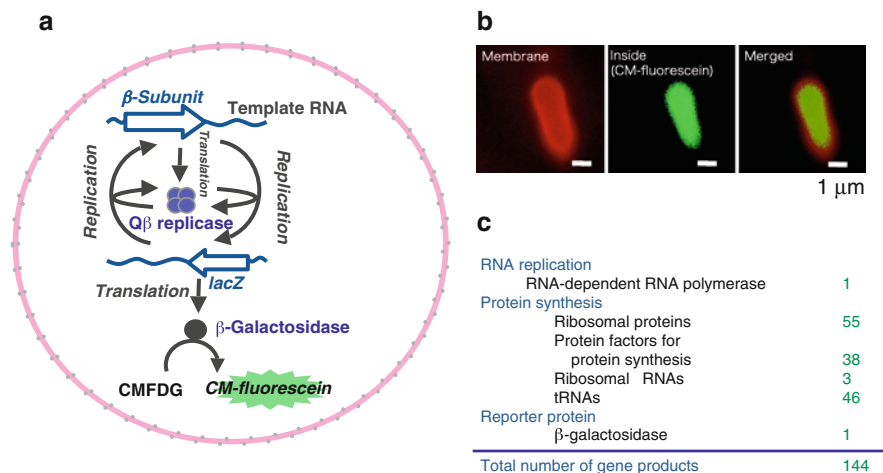 a
β-Subunit
Template RNA
Translation
Replication
Replication
Qβ replicase
lacZ
Translation
β-Galactosidase
CMFDG
CM-fluorescein
b
Membrane
Inside
(CM-fluorescein)
Merged
1 μm
c
RNA replication
RNA-dependent RNA polymerase 1
Protein synthesis
Ribosomal proteins 55
Protein factors for
protein synthesis 38
Ribosomal RNAs 3
tRNAs 46
Reporter protein
β-galactosidase 1
Total number of gene products 144